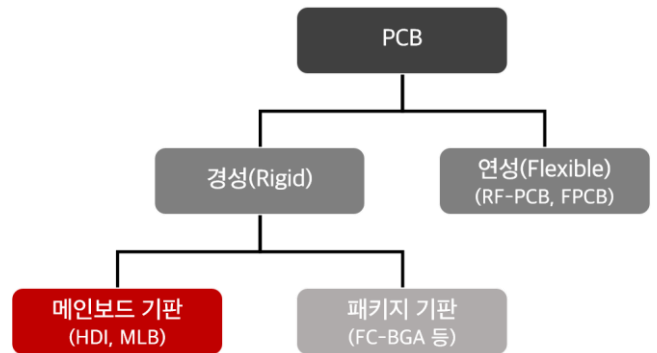 PCB
경성(Rigid)
연성(Flexible)
(RF-PCB, FPCB)
메인보드 기판
(HDI, MLB)
패키지 기판
(FC-BGA 등)